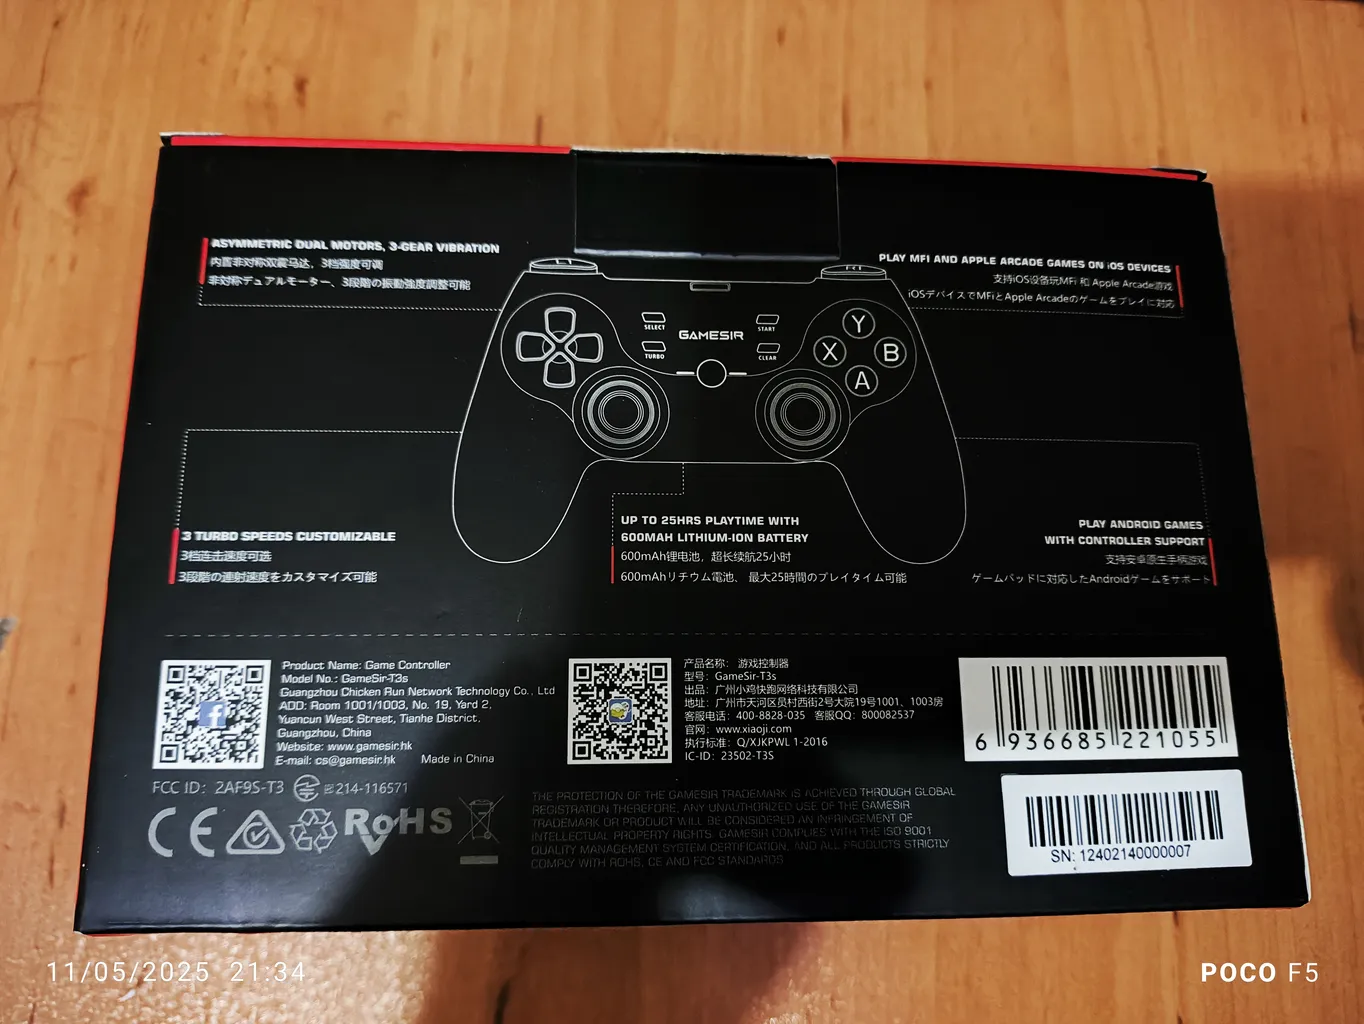 ASYMMETRIC DUAL MOTORS, 3-GEAR VIBRATION
内置非对称双震马达，3档强度可调
非対称デュアルモーター、3段階の振動強度調整可能
PLAY MFI AND APPLE ARCADE GAMES ON iOS DEVICES
支持iOS设备玩MFi 和 Apple Arcade游戏
iOSデバイスでMFiとApple Arcadeのゲームをプレイに対応
L1
R1
SELECT
TURBO
GAMESIR
START
CLEAR
Y
X
B
A
3 TURBO SPEEDS CUSTOMIZABLE
3档连击速度可选
3段階の連射速度をカスタマイズ可能
UP TO 25HRS PLAYTIME WITH
600MAH LITHIUM-ION BATTERY
600mAh锂电池，超长续航25小时
600mAhリチウム電池、最大25時間のプレイタイム可能
PLAY ANDROID GAMES
WITH CONTROLLER SUPPORT
支持安卓原生手柄游戏
ゲームパッドに対応したAndroidゲームをサポート
Product Name: Game Controller
Model No.: GameSir-T3s
Guangzhou Chicken Run Network Technology Co., Ltd
ADD: Room 1001/1003, No. 19, Yard 2,
Yuancun West Street, Tianhe District,
Guangzhou, China
Website: www.gamesir.hk
E-mail: cs@gamesir.hk Made in China
FCC ID: 2AF9S-T3 214-116571
CE RoHS
产品名称: 游戏控制器
型号: GameSir-T3s
出品: 广州小鸡快跑网络科技有限公司
地址: 广州市天河区员村西街2号大院19号1001、1003房
客服电话: 400-8828-035 客服QQ: 800082537
官网: www.xiaoji.com
执行标准: Q/XJKPWL 1-2016
IC-ID: 23502-T3S
THE PROTECTION OF THE GAMESIR TRADEMARK IS ACHIEVED THROUGH GLOBAL
REGISTRATION THEREFORE, ANY UNAUTHORIZED USE OF THE GAMESIR
TRADEMARK OR PRODUCT WILL BE CONSIDERED AN INFRINGEMENT OF
INTELLECTUAL PROPERTY RIGHTS. GAMESIR COMPLIES WITH THE ISO 9001
QUALITY MANAGEMENT SYSTEM CERTIFICATION, AND ALL PRODUCTS STRICTLY
COMPLY WITH ROHS, CE AND FCC STANDARDS
6 936685 221055
SN: 12402140000007
11/05/2025 21:34
POCO F5